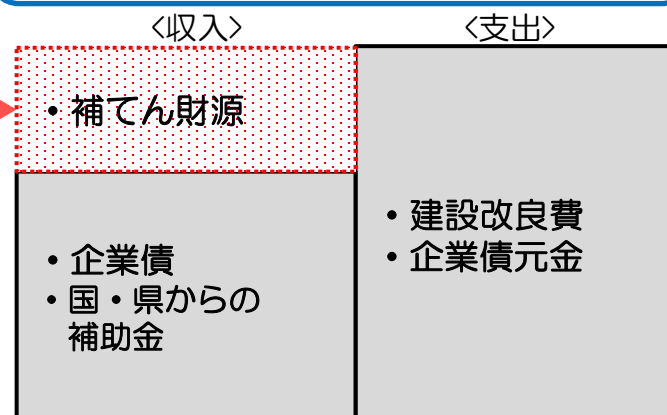 〈収入〉
〈支出〉
・補てん財源
・企業債
・国・県からの
補助金
・建設改良費
・企業債元金